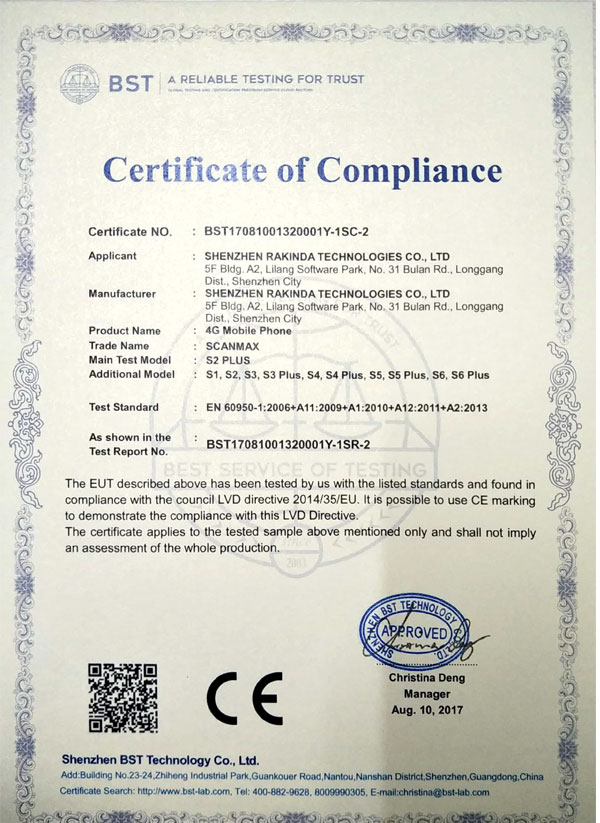 BST A RELIABLE TESTING FOR TRUST
Certificate of Compliance
Certificate NO. : BST17081001320001Y-1SC-2
Applicant : SHENZHEN RAKINDA TECHNOLOGIES CO., LTD
5F Bldg. A2, Lilang Software Park, No. 31 Bulan Rd., Longgang
Dist., Shenzhen City
Manufacturer : SHENZHEN RAKINDA TECHNOLOGIES CO., LTD
5F Bldg. A2, Lilang Software Park, No. 31 Bulan Rd., Longgang
Dist., Shenzhen City
Product Name : 4G Mobile Phone
Trade Name : SCANMAX
Main Test Model : S2 PLUS
Additional Model : S1, S2, S3, S3 Plus, S4, S4 Plus, S5, S5 Plus, S6, S6 Plus
Test Standard : EN 60950-1:2006+A11:2009+A1:2010+A12:2011+A2:2013
As shown in the
Test Report No. : BST17081001320001Y-1SR-2
BEST SERVICE OF TESTING
The EUT described above has been tested by us with the listed standards and found in
compliance with the council LVD directive 2014/35/EU. It is possible to use CE marking
to demonstrate the compliance with this LVD Directive.
The certificate applies to the tested sample above mentioned only and shall not imply
an assessment of the whole production.
2003
SHENZHEN BST TECHNOLOGY CO., LTD.
APPROVED
CE
Christina Deng
Manager
Aug. 10, 2017
Shenzhen BST Technology Co., Ltd.
Add:Building No.23-24,Zhiheng Industrial Park,Guankouer Road,Nantou,Nanshan District,Shenzhen,Guangdong,China
Certificate Search: http://www.bst-lab.com, Tel: 400-882-9628, 8009990305, E-mail:christina@bst-lab.com